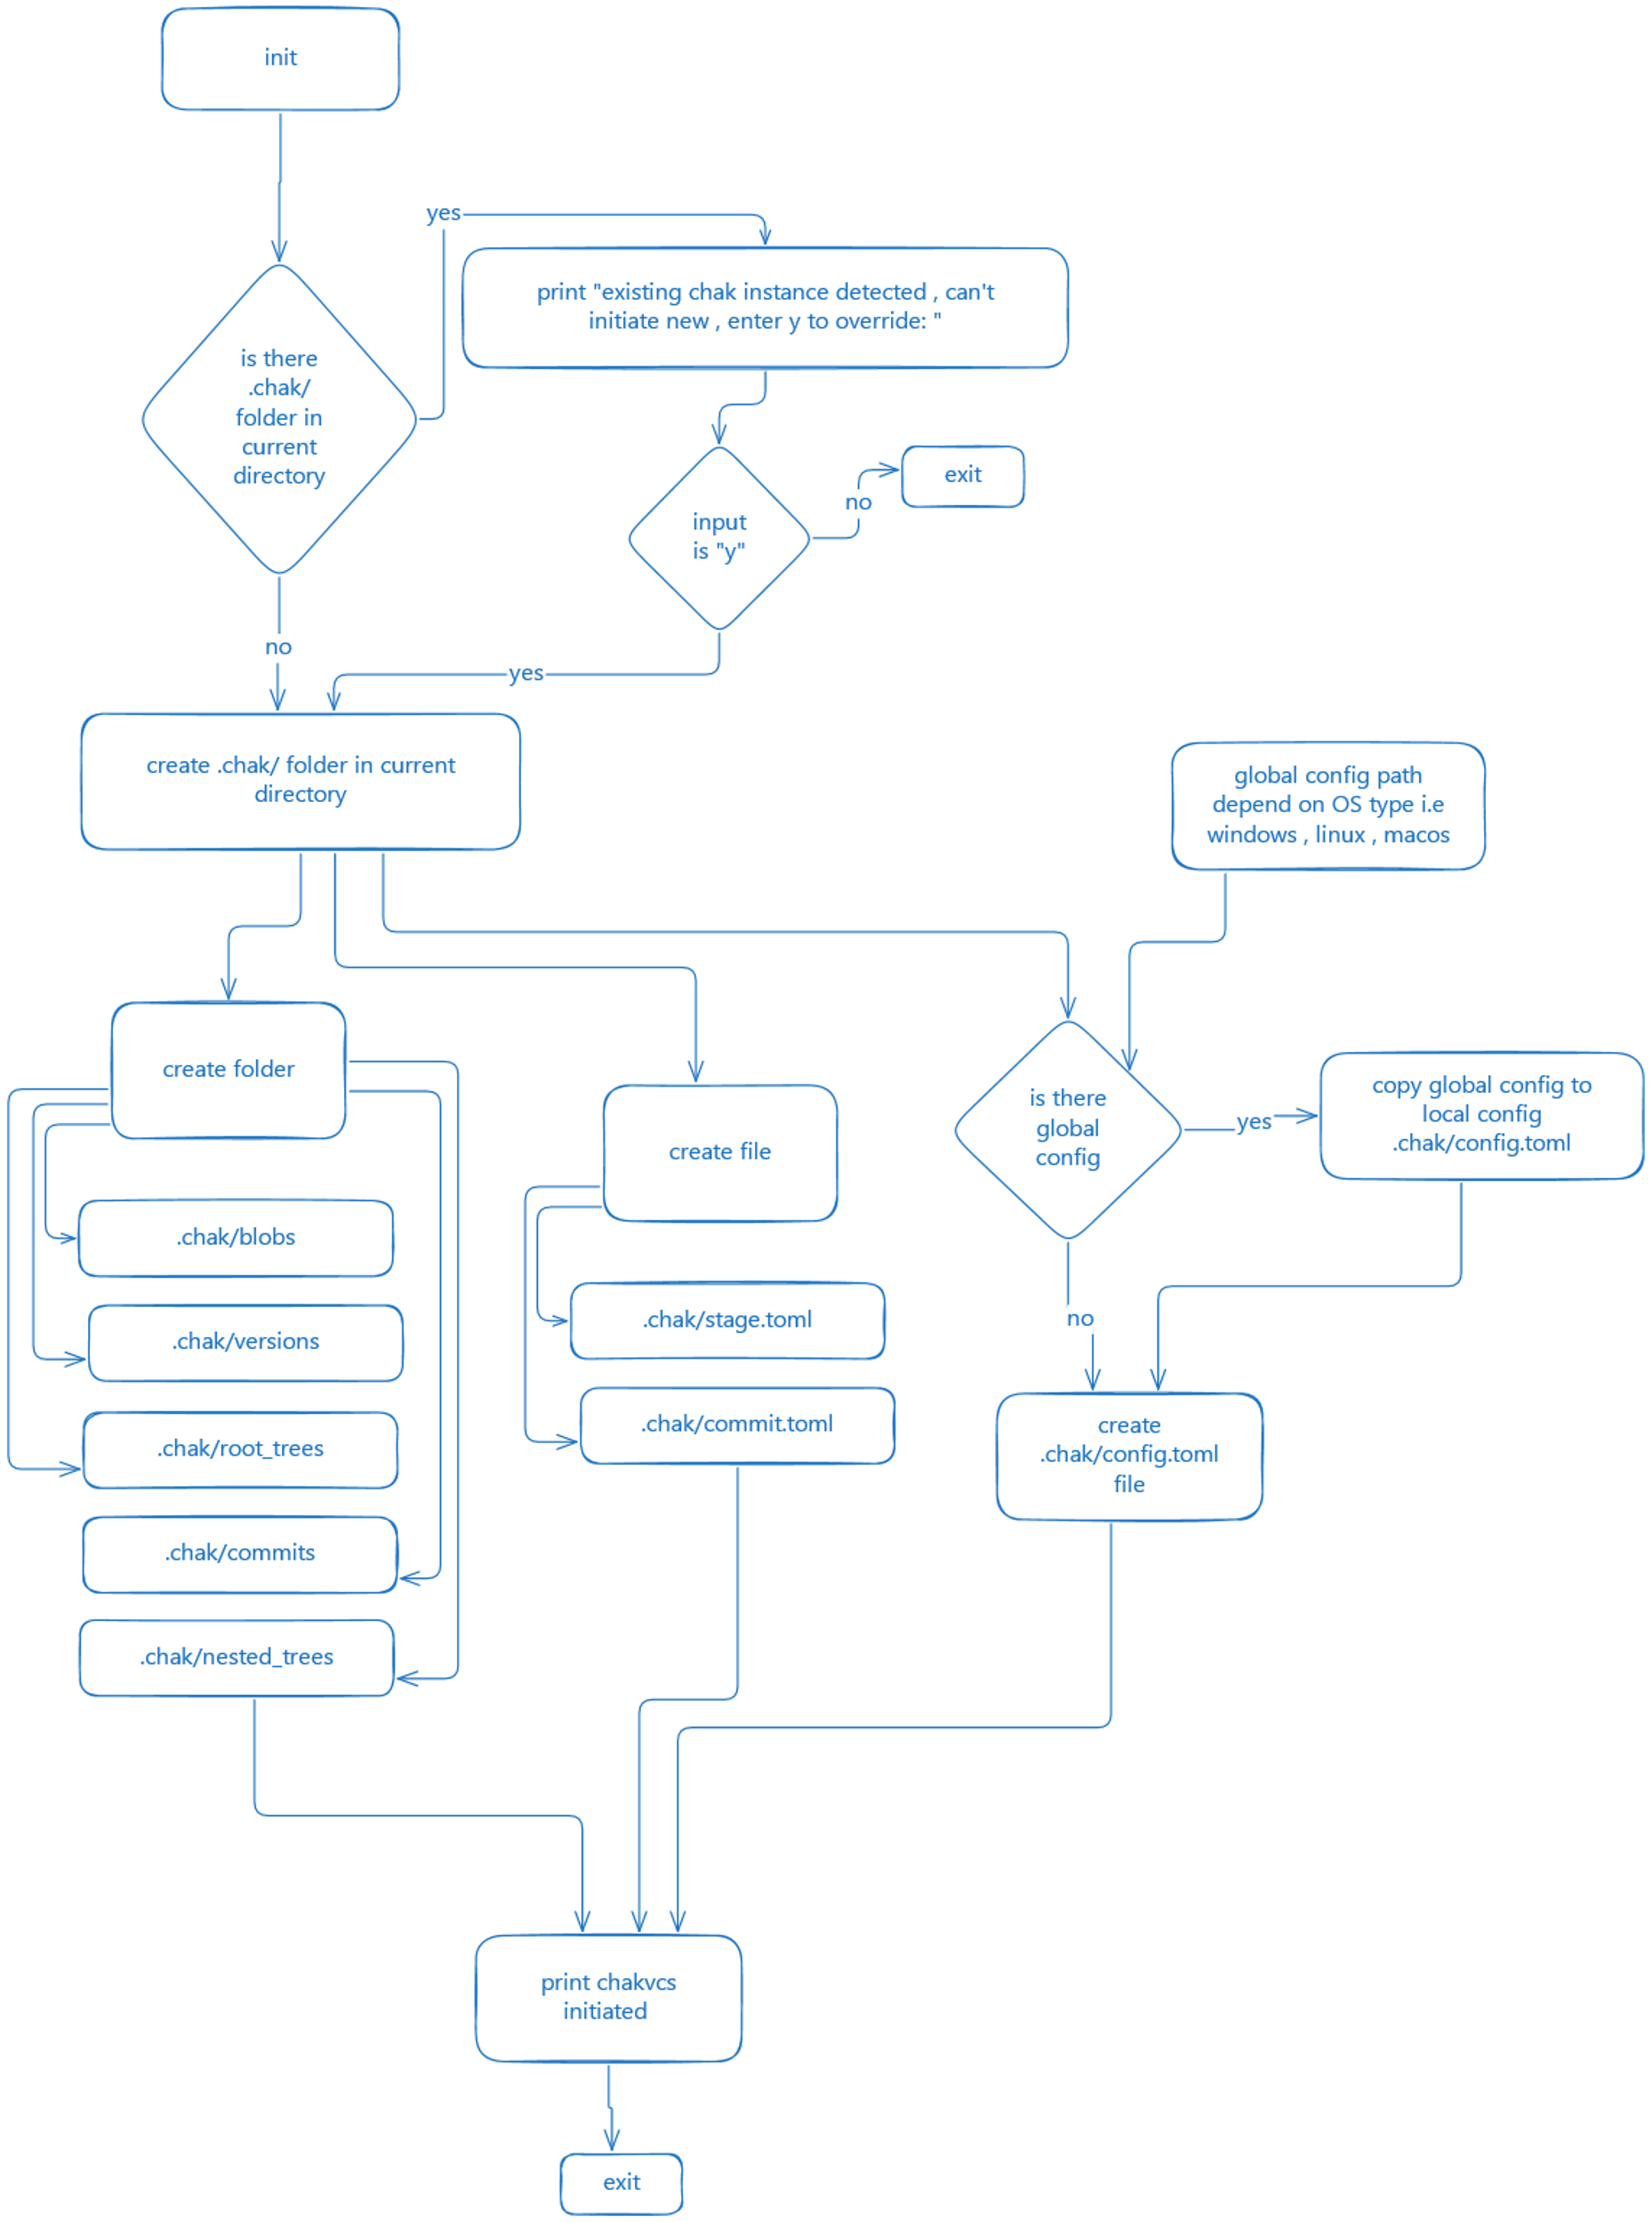 init
yes
print "existing chak instance detected , can't
initiate new , enter y to override: "
is there
.chak/
folder in
current
directory
exit
no
input
is "y"
no
yes
create .chak/ folder in current
directory
global config path
depend on OS type i.e
windows , linux , macos
create folder
create file
is there
global
config
yes
copy global config to
local config
.chak/config.toml
.chak/blobs
.chak/versions
.chak/root_trees
.chak/commits
.chak/nested_trees
.chak/stage.toml
.chak/commit.toml
no
create
.chak/config.toml
file
print chakvcs
initiated
exit